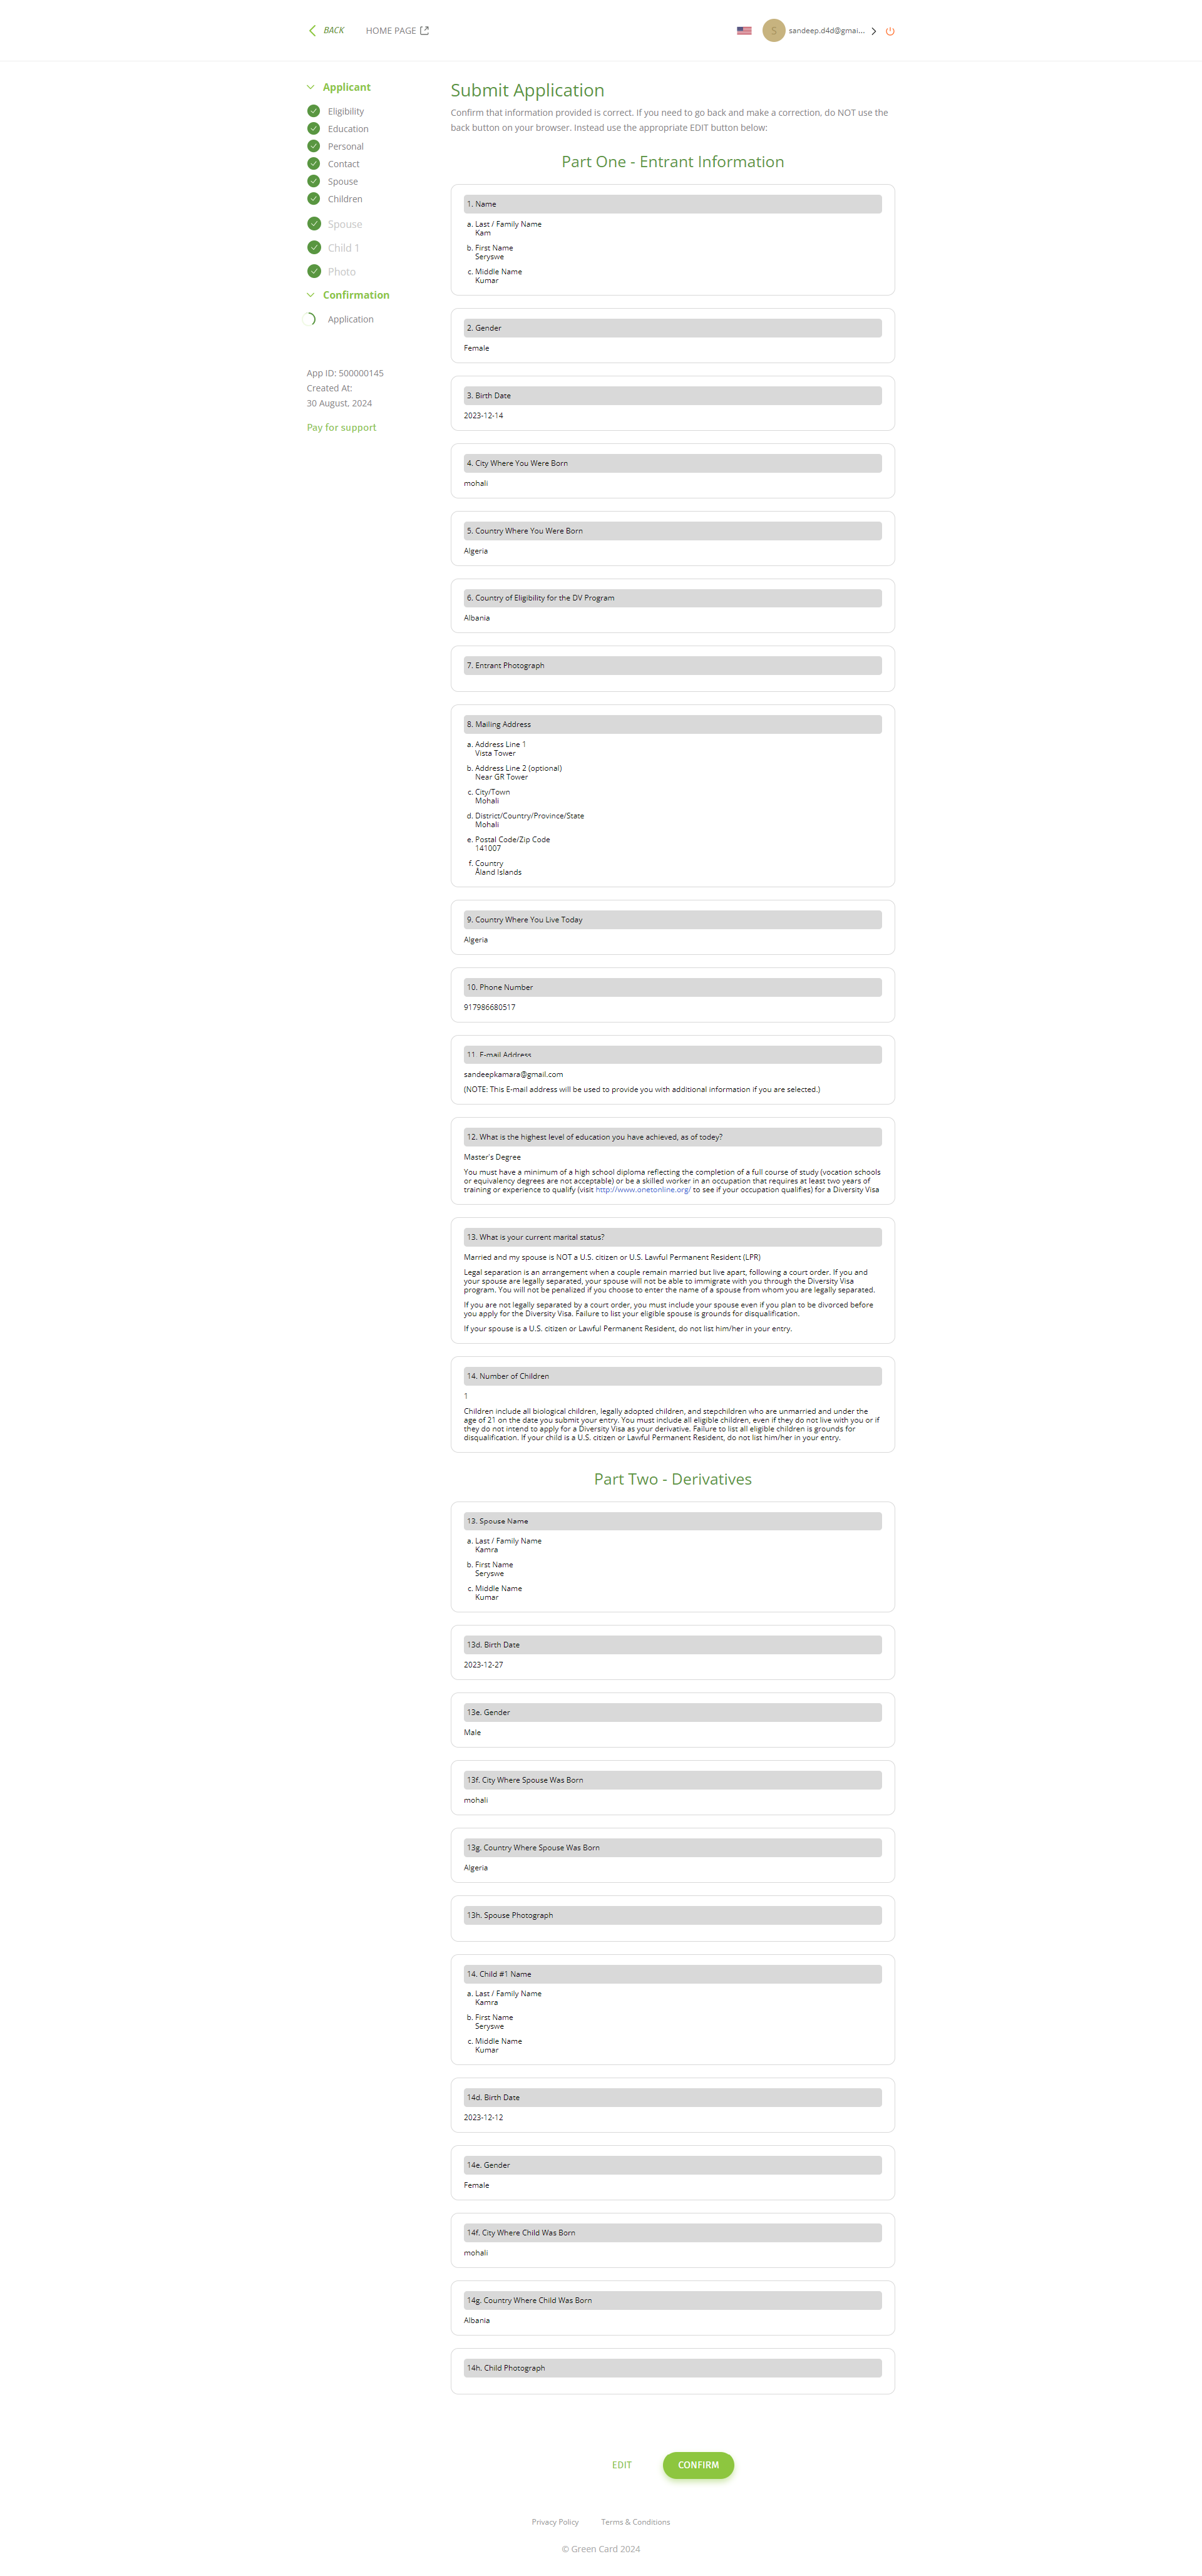 BACK
HOME PAGE
S
sandeep.d4d@gmai...
Applicant
Eligibility
Education
Personal
Contact
Spouse
Children
Spouse
Child 1
Photo
Confirmation
Application
App ID: 500000145
Created At:
30 August, 2024
Pay for support
Submit Application
Confirm that information provided is correct. If you need to go back and make a correction, do NOT use the
back button on your browser. Instead use the appropriate EDIT button below:
Part One - Entrant Information
1. Name
a. Last / Family Name
Kam
b. First Name
Seryswe
c. Middle Name
Kumar
2. Gender
Female
3. Birth Date
2023-12-14
4. City Where You Were Born
mohali
5. Country Where You Were Born
Algeria
6. Country of Eligibility for the DV Program
Albania
7. Entrant Photograph
8. Mailing Address
a. Address Line 1
Vista Tower
b. Address Line 2 (optional)
Near GR Tower
c. City/Town
Mohali
d. District/Country/Province/State
Mohali
e. Postal Code/Zip Code
141007
f. Country
Åland Islands
9. Country Where You Live Today
Algeria
10. Phone Number
917986680517
11. E-mail Address
sandeepkamara@gmail.com
(NOTE: This E-mail address will be used to provide you with additional information if you are selected.)
12. What is the highest level of education you have achieved, as of todey?
Master's Degree
You must have a minimum of a high school diploma reflecting the completion of a full course of study (vocation schools
or equivalency degrees are not acceptable) or be a skilled worker in an occupation that requires at least two years of
training or experience to qualify (visit http://www.onetonline.org/ to see if your occupation qualifies) for a Diversity Visa
13. What is your current marital status?
Married and my spouse is NOT a U.S. citizen or U.S. Lawful Permanent Resident (LPR)
Legal separation is an arrangement when a couple remain married but live apart, following a court order. If you and
your spouse are legally separated, your spouse will not be able to immigrate with you through the Diversity Visa
program. You will not be penalized if you choose to enter the name of a spouse from whom you are legally separated.
If you are not legally separated by a court order, you must include your spouse even if you plan to be divorced before
you apply for the Diversity Visa. Failure to list your eligible spouse is grounds for disqualification.
If your spouse is a U.S. citizen or Lawful Permanent Resident, do not list him/her in your entry.
14. Number of Children
1
Children include all biological children, legally adopted children, and stepchildren who are unmarried and under the
age of 21 on the date you submit your entry. You must include all eligible children, even if they do not live with you or if
they do not intend to apply for a Diversity Visa as your derivative. Failure to list all eligible children is grounds for
disqualification. If your child is a U.S. citizen or Lawful Permanent Resident, do not list him/her in your entry.
Part Two - Derivatives
13. Spouse Name
a. Last / Family Name
Kamra
b. First Name
Seryswe
c. Middle Name
Kumar
13d. Birth Date
2023-12-27
13e. Gender
Male
13f. City Where Spouse Was Born
mohali
13g. Country Where Spouse Was Born
Algeria
13h. Spouse Photograph
14. Child #1 Name
a. Last / Family Name
Kamra
b. First Name
Seryswe
c. Middle Name
Kumar
14d. Birth Date
2023-12-12
14e. Gender
Female
14f. City Where Child Was Born
mohali
14g. Country Where Child Was Born
Albania
14h. Child Photograph
EDIT
CONFIRM
Privacy Policy
Terms & Conditions
© Green Card 2024